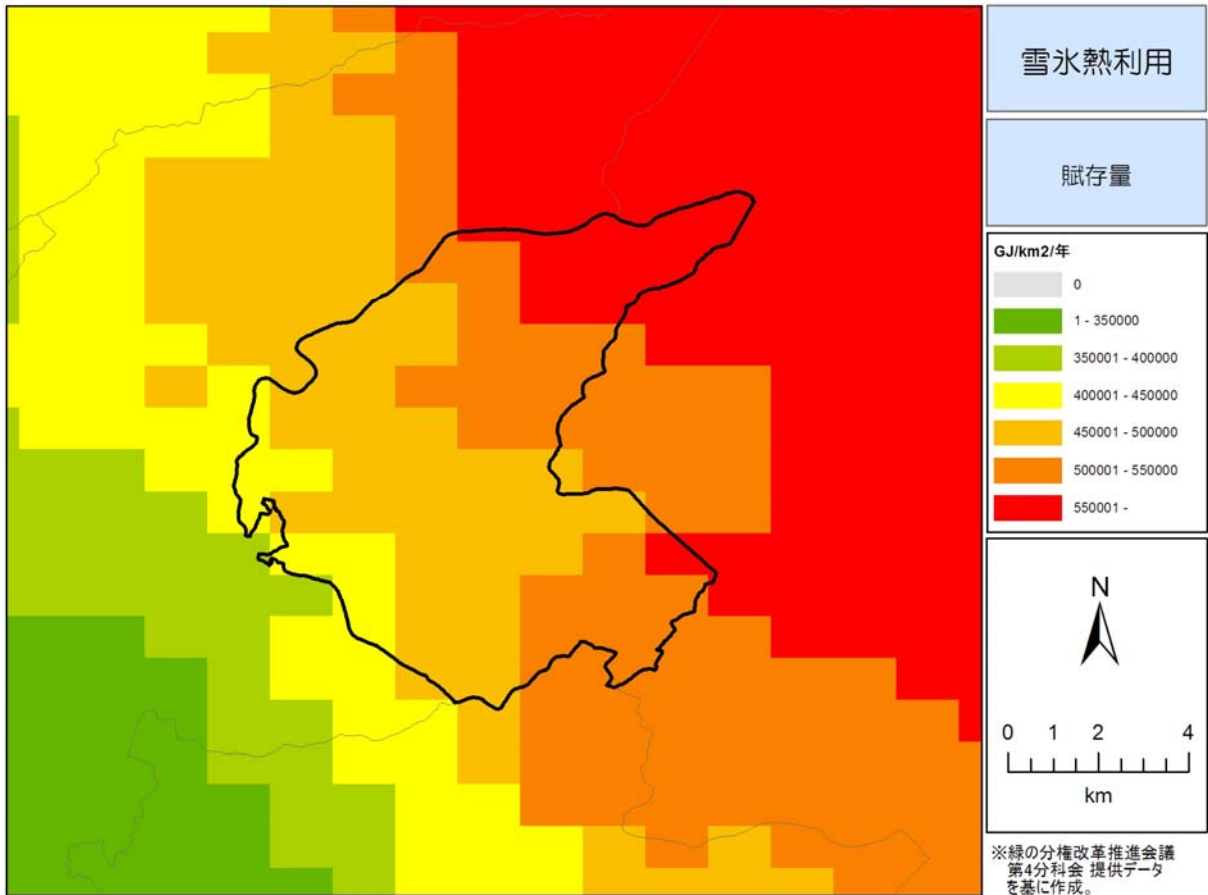 雪氷熱利用
賦存量
GJ/km2/年
0
1 - 350000
350001 - 400000
400001 - 450000
450001 - 500000
500001 - 550000
550001 -
N
0 1 2 4
km
※緑の分権改革推進会議
第4分科会 提供データ
を基に作成。